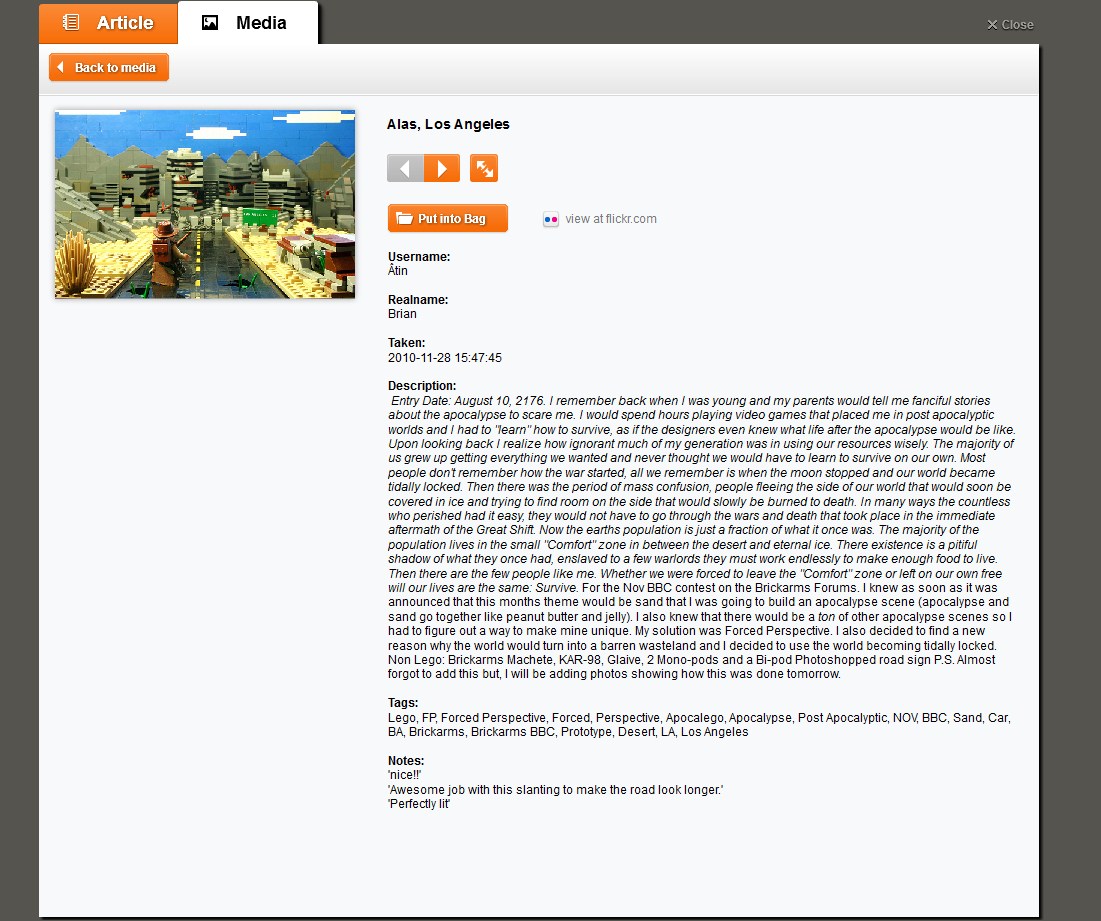 Article
Media
Close
Back to media
Alas, Los Angeles
Put into Bag
view at flickr.com
Username:
Âtin
Realname:
Brian
Taken:
2010-11-28 15:47:45
Description:
Entry Date: August 10, 2176. I remember back when I was young and my parents would tell me fanciful stories
about the apocalypse to scare me. I would spend hours playing video games that placed me in post apocalyptic
worlds and I had to "learn" how to survive, as if the designers even knew what life after the apocalypse would be like.
Upon looking back I realize how ignorant much of my generation was in using our resources wisely. The majority of
us grew up getting everything we wanted and never thought we would have to learn to survive on our own. Most
people don't remember how the war started, all we remember is when the moon stopped and our world became
tidally locked. Then there was the period of mass confusion, people fleeing the side of our world that would soon be
covered in ice and trying to find room on the side that would slowly be burned to death. In many ways the countless
who perished had it easy, they would not have to go through the wars and death that took place in the immediate
aftermath of the Great Shift. Now the earths population is just a fraction of what it once was. The majority of the
population lives in the small "Comfort" zone in between the desert and eternal ice. There existence is a pitiful
shadow of what they once had, enslaved to a few warlords they must work endlessly to make enough food to live.
Then there are the few people like me. Whether we were forced to leave the "Comfort" zone or left on our own free
will our lives are the same: Survive. For the Nov BBC contest on the Brickarms Forums. I knew as soon as it was
announced that this months theme would be sand that I was going to build an apocalypse scene (apocalypse and
sand go together like peanut butter and jelly). I also knew that there would be a ton of other apocalypse scenes so I
had to figure out a way to make mine unique. My solution was Forced Perspective. I also decided to find a new
reason why the world would turn into a barren wasteland and I decided to use the world becoming tidally locked.
Non Lego: Brickarms Machete, KAR-98, Glaive, 2 Mono-pods and a Bi-pod Photoshopped road sign P.S. Almost
forgot to add this but, I will be adding photos showing how this was done tomorrow.
Tags:
Lego, FP, Forced Perspective, Forced, Perspective, Apocalego, Apocalypse, Post Apocalyptic, NOV, BBC, Sand, Car,
BA, Brickarms, Brickarms BBC, Prototype, Desert, LA, Los Angeles
Notes:
'nice!!'
'Awesome job with this slanting to make the road look longer.'
'Perfectly lit'